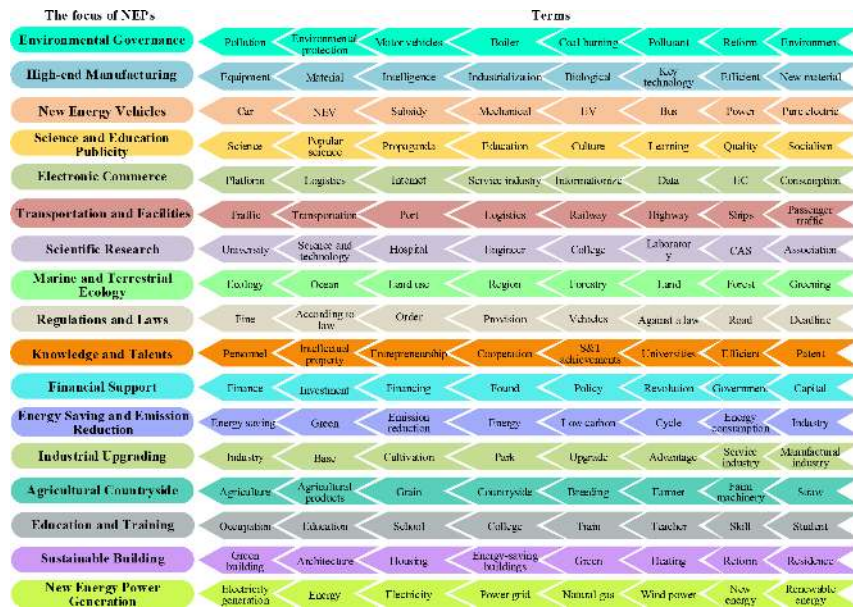 The focus of NEPs Terms
Environmental Governance Pollution Environmental protection Motor vehicles Boiler Coal burning Pollutant Reform Environmen
High-end Manufacturing Equipment Material Intelligence Industrialization Biological Key technology Efficient New material
New Energy Vehicles Car NEV Subsidy Mechanical EV Bus Power Pure electric
Science and Education Publicity Science Popular science Propaganda Education Culture Learning Quality Socialism
Electronic Commerce Platform Logistics Internet Service industry Informationize Data EC Consumption
Transportation and Facilities Traffic Transportation Port Logistics Railway Highway Ships Passenger traffic
Scientific Research University Science and technology Hospital Engineer College Laboratory CAS Association
Marine and Terrestrial Ecology Ecology Ocean Land use Region Forestry Land Forest Greening
Regulations and Laws Fine According to law Order Provision Vehicles Against a law Road Deadline
Knowledge and Talents Personnel Intellectual property Entrepreneurship Cooperation S&T achievements Universities Efficient Patent
Financial Support Finance Investment Financing Found Policy Revolution Government Capital
Energy Saving and Emission Reduction Energy saving Green Emission reduction Energy Low carbon Cycle Energy consumption Industry
Industrial Upgrading Industry Base Cultivation Park Upgrade Advantage Service industry Manufactural industry
Agricultural Countryside Agriculture Agricultural products Grain Countryside Breeding Farmer Farm machinery Straw
Education and Training Occupation Education School College Train Teacher Skill Student
Sustainable Building Green building Architecture Housing Energy-saving buildings Green Heating Reform Residence
New Energy Power Generation Electricity generation Energy Electricity Power grid Natural gas Wind power New energy Renewable energy